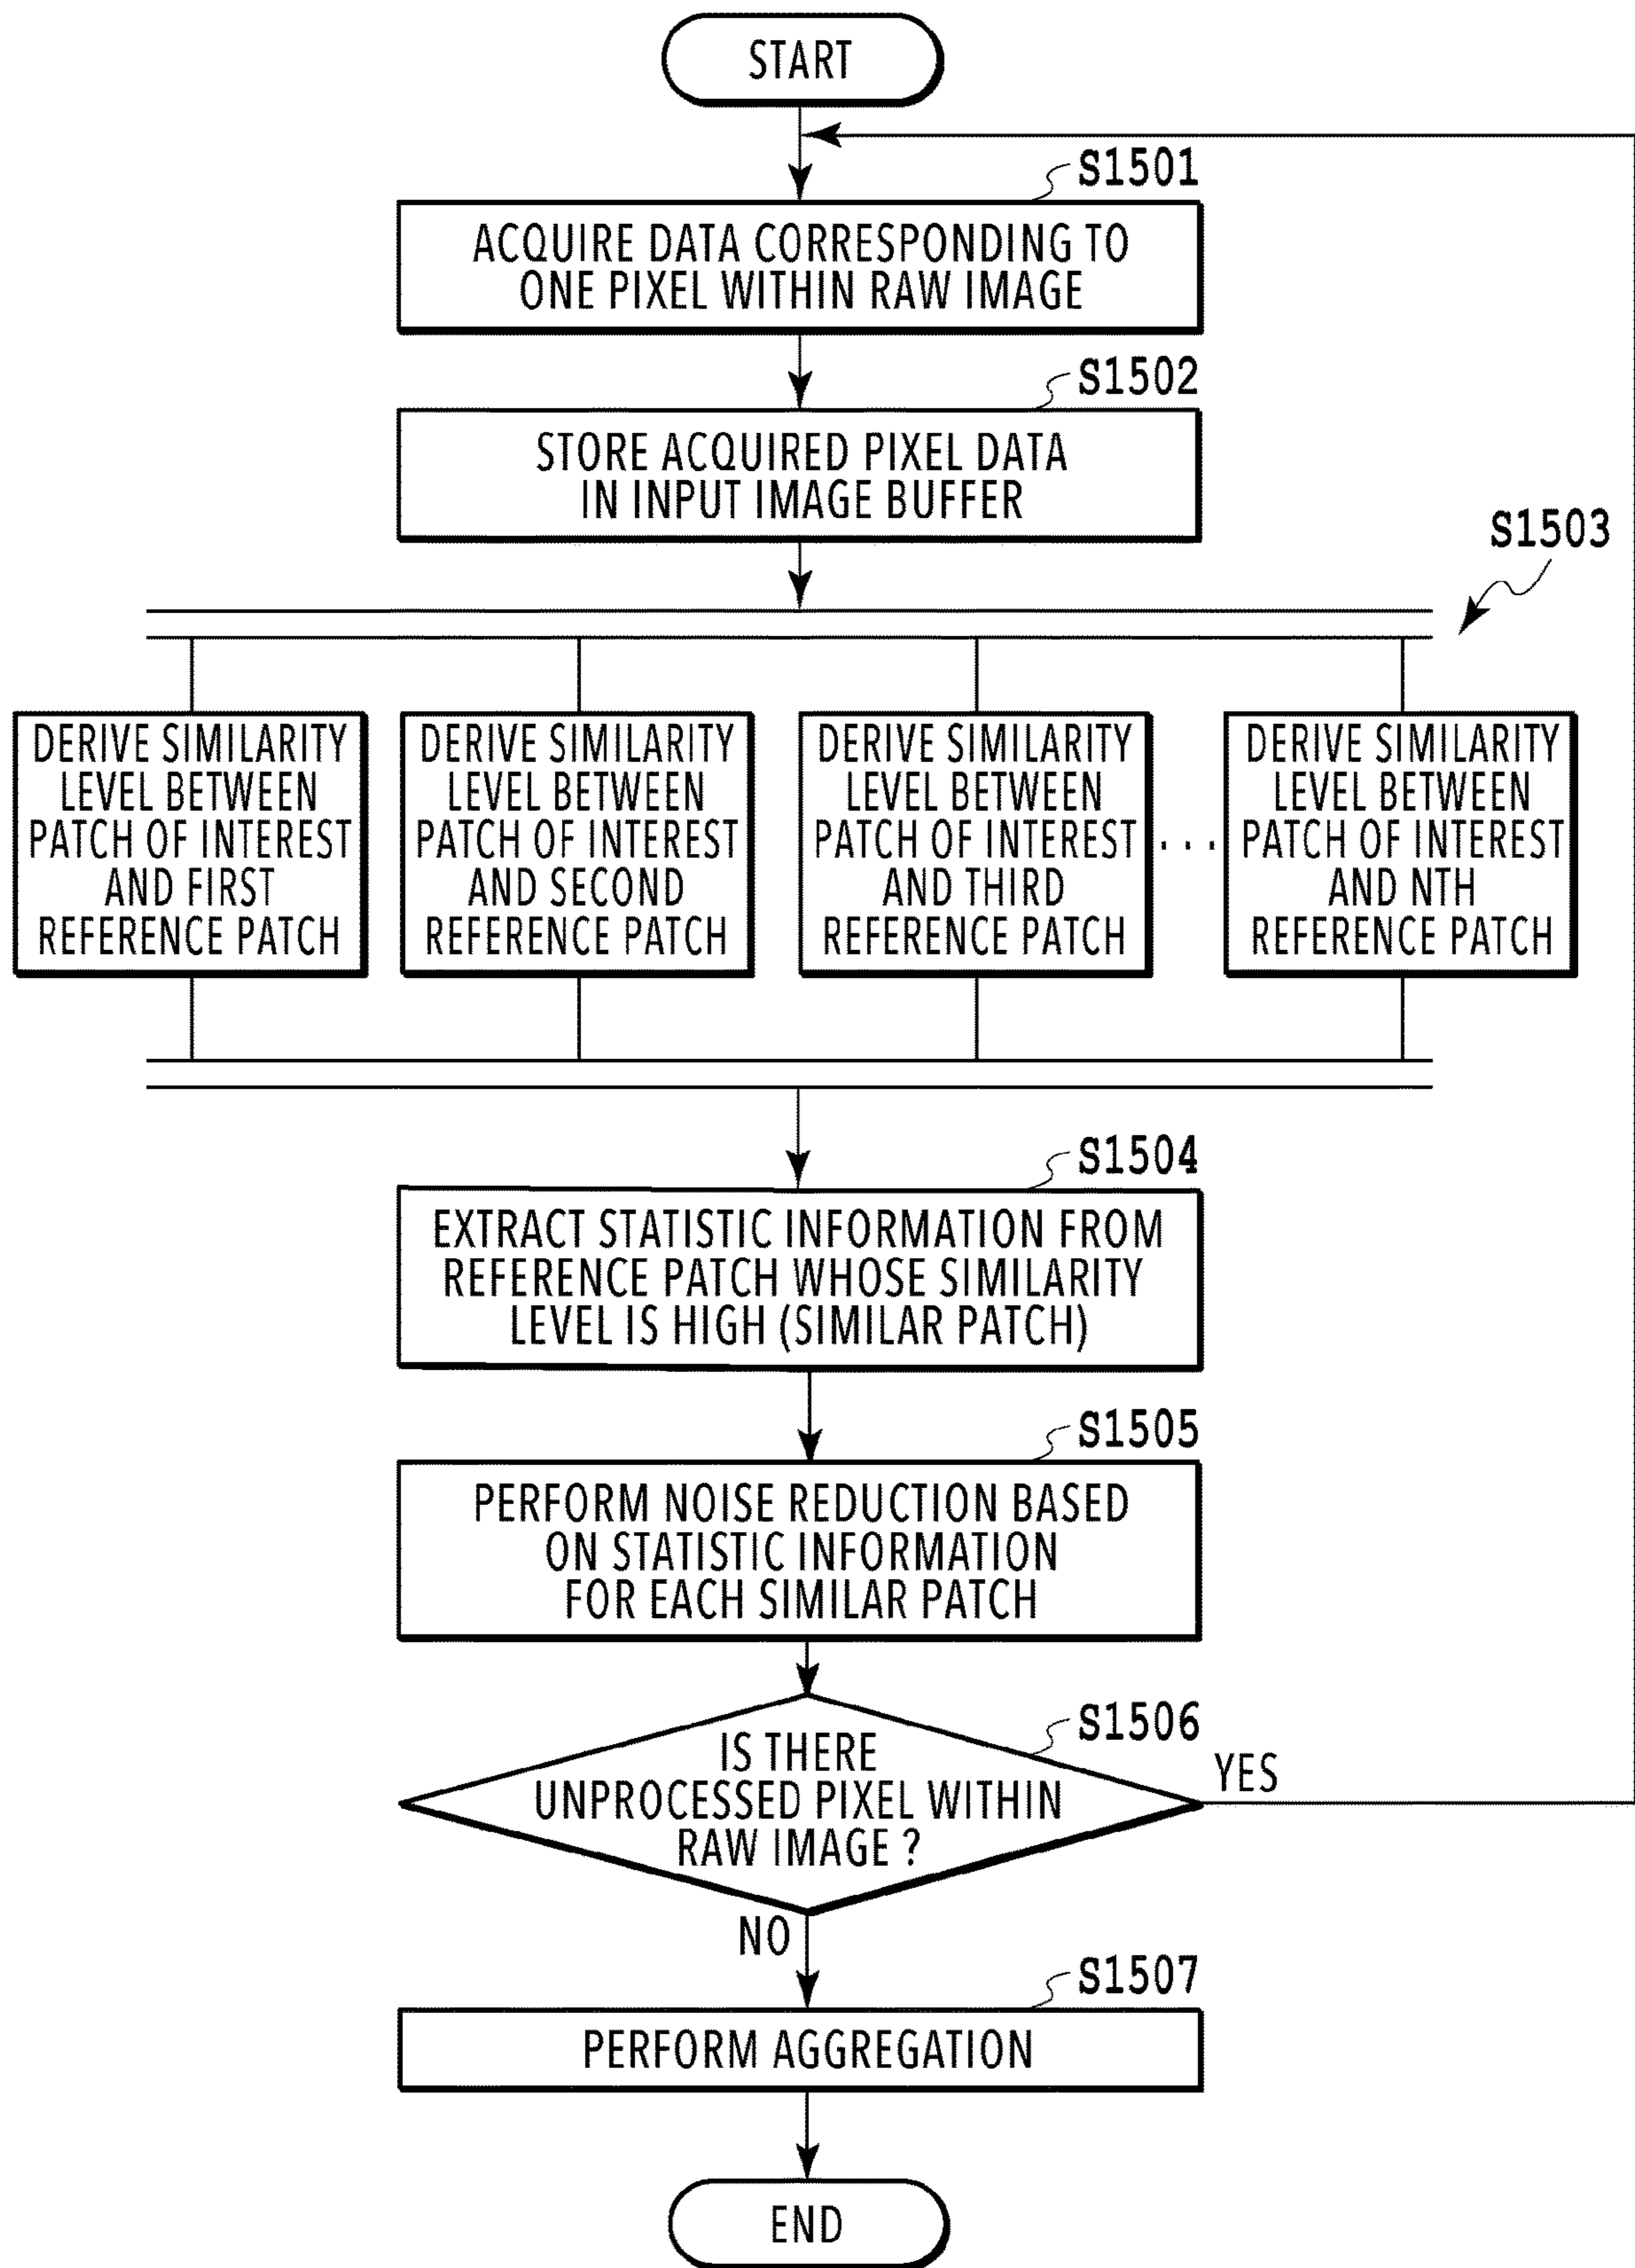 START
S1501
ACQUIRE DATA CORRESPONDING TO
ONE PIXEL WITHIN RAW IMAGE
S1502
STORE ACQUIRED PIXEL DATA
IN INPUT IMAGE BUFFER
S1503
DERIVE SIMILARITY
LEVEL BETWEEN
PATCH OF INTEREST
AND FIRST
REFERENCE PATCH
DERIVE SIMILARITY
LEVEL BETWEEN
PATCH OF INTEREST
AND SECOND
REFERENCE PATCH
DERIVE SIMILARITY
LEVEL BETWEEN
PATCH OF INTEREST
AND THIRD
REFERENCE PATCH
...
DERIVE SIMILARITY
LEVEL BETWEEN
PATCH OF INTEREST
AND NTH
REFERENCE PATCH
S1504
EXTRACT STATISTIC INFORMATION FROM
REFERENCE PATCH WHOSE SIMILARITY
LEVEL IS HIGH (SIMILAR PATCH)
S1505
PERFORM NOISE REDUCTION BASED
ON STATISTIC INFORMATION
FOR EACH SIMILAR PATCH
S1506
IS THERE
UNPROCESSED PIXEL WITHIN
RAW IMAGE ?
YES
NO
S1507
PERFORM AGGREGATION
END